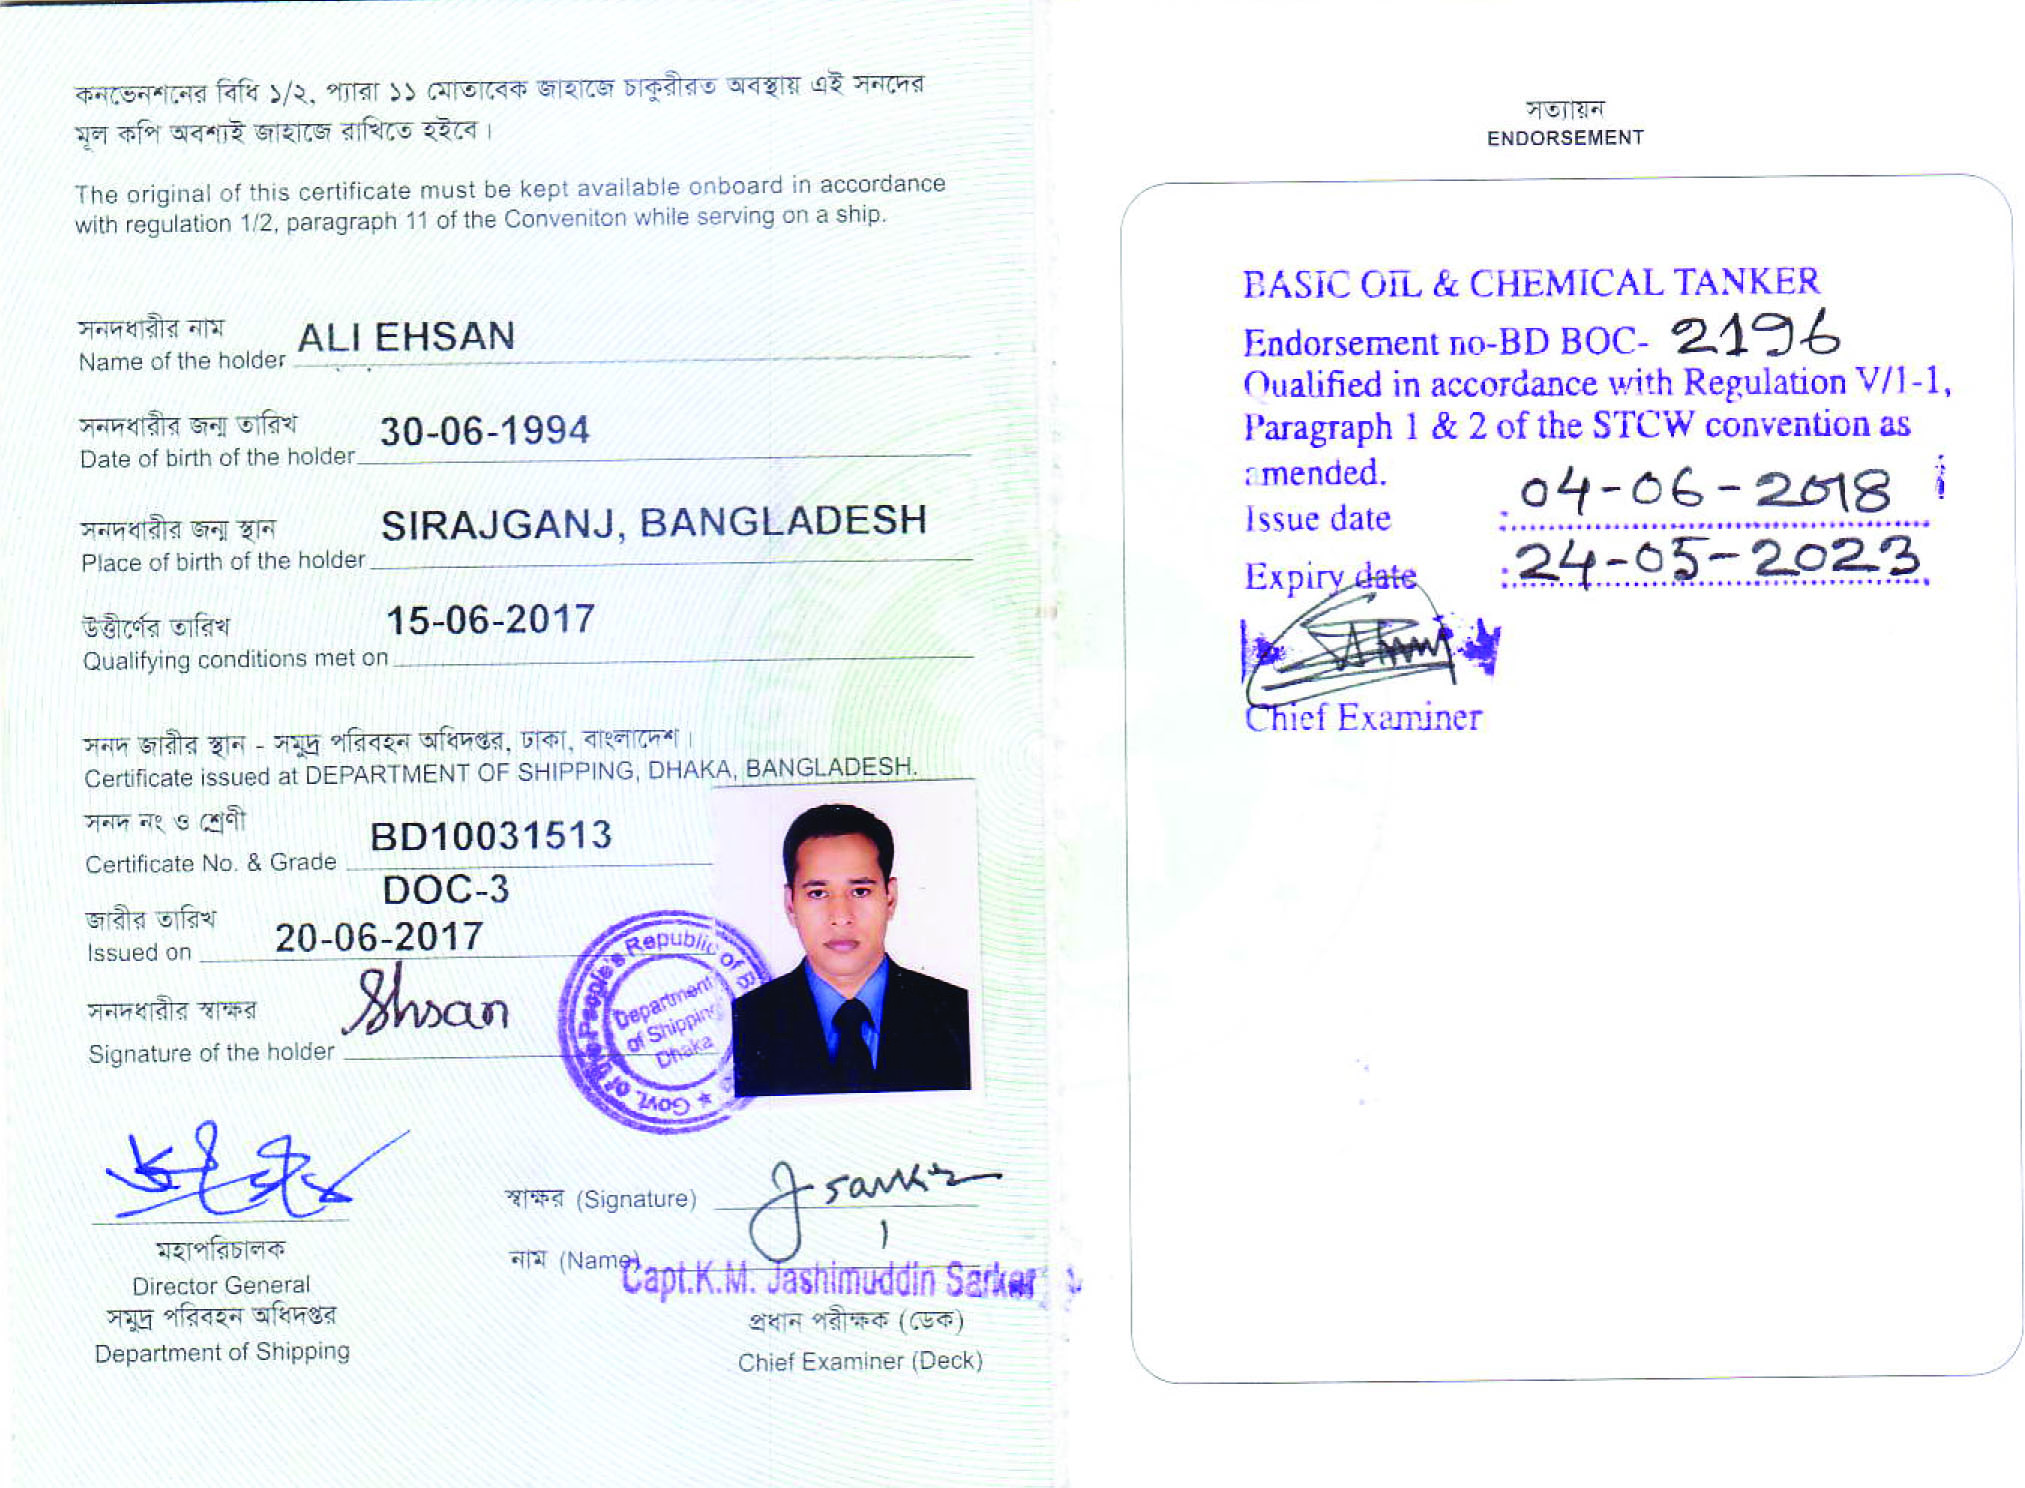 কনভেনশনের বিধি ১/২, প্যারা ১১ মোতাবেক জাহাজে চাকুরীরত অবস্থায় এই সনদের
মূল কপি অবশ্যই জাহাজে রাখিতে হইবে।
The original of this certificate must be kept available onboard in accordance
with regulation 1/2, paragraph 11 of the Conveniton while serving on a ship.
সনদধারীর নাম
Name of the holder ALI EHSAN
সনদধারীর জন্ম তারিখ
Date of birth of the holder 30-06-1994
সনদধারীর জন্ম স্থান
Place of birth of the holder SIRAJGANJ, BANGLADESH
উত্তীর্ণের তারিখ
Qualifying conditions met on 15-06-2017
সনদ জারীর স্থান - সমুদ্র পরিবহন অধিদপ্তর, ঢাকা, বাংলাদেশ।
Certificate issued at DEPARTMENT OF SHIPPING, DHAKA, BANGLADESH.
সনদ নং ও শ্রেণী
Certificate No. & Grade BD10031513
DOC-3
জারীর তারিখ
Issued on 20-06-2017
সনদধারীর স্বাক্ষর
Signature of the holder Ehsan
Govt. of the People's Republic of
Department
of Shipping
Dhaka
মহাপরিচালক
Director General
সমুদ্র পরিবহন অধিদপ্তর
Department of Shipping
স্বাক্ষর (Signature) J Sarker
নাম (Name) Capt.K.M. Jashimuddin Sarker
প্রধান পরীক্ষক (ডেক)
Chief Examiner (Deck)
সত্যায়ন
ENDORSEMENT
BASIC OIL & CHEMICAL TANKER
Endorsement no-BD BOC- 2196
Qualified in accordance with Regulation V/1-1,
Paragraph 1 & 2 of the STCW convention as
amended.
Issue date : 04-06-2018
Expiry date : 24-05-2023
Chief Examiner